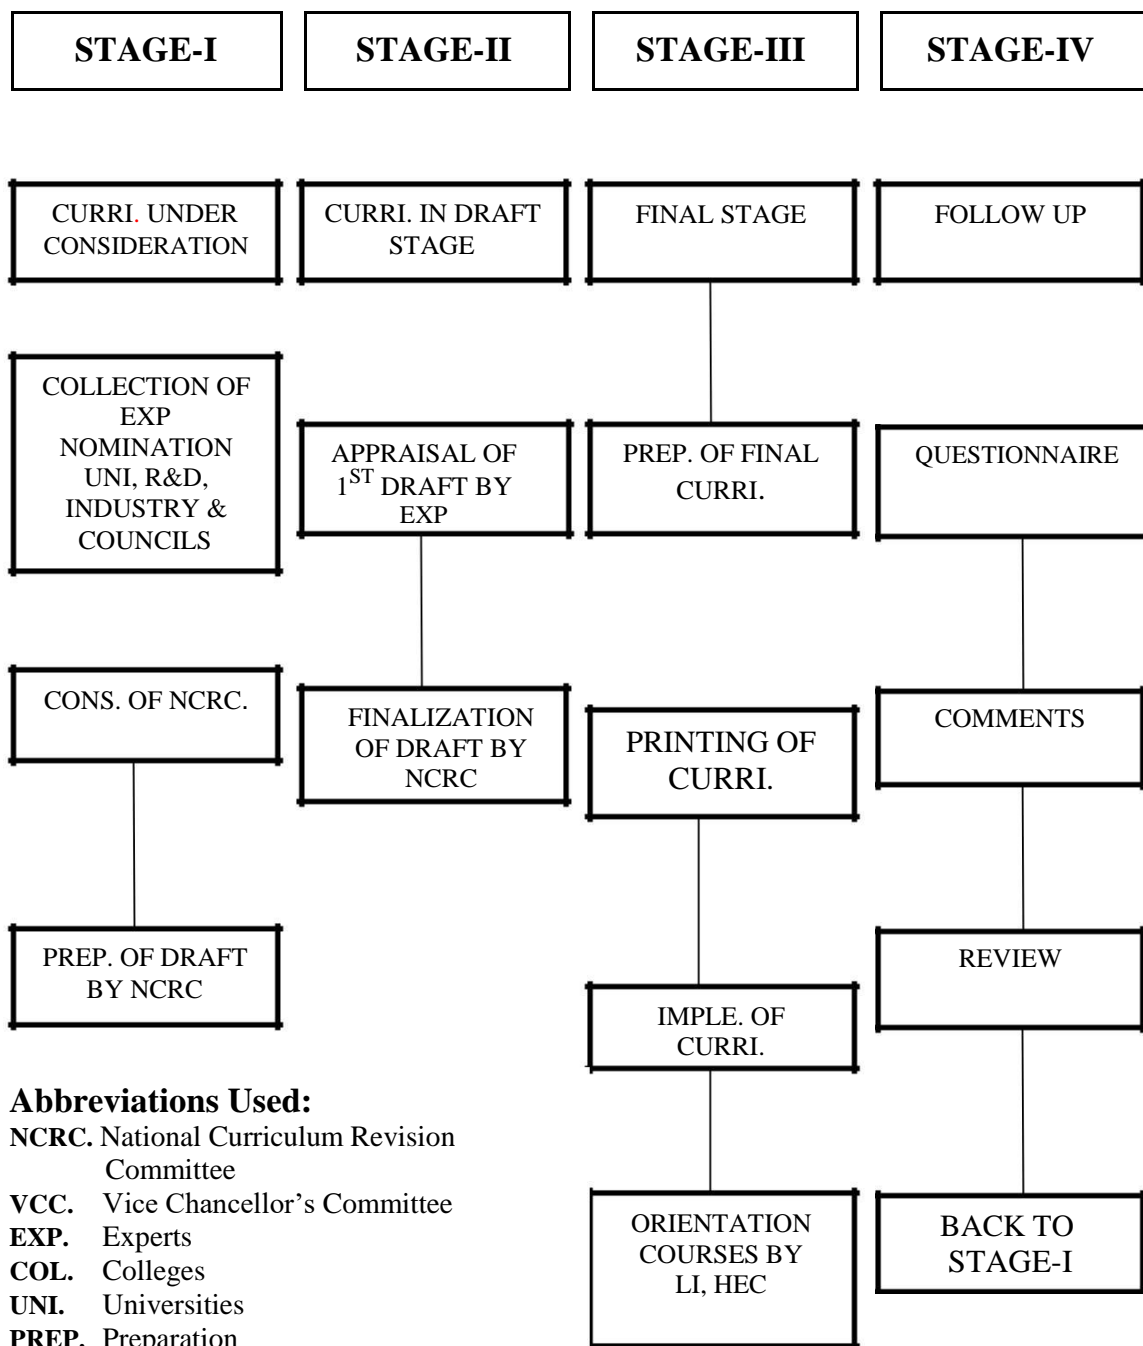 STAGE-I
STAGE-II
STAGE-III
STAGE-IV
CURRI. UNDER
CONSIDERATION
CURRI. IN DRAFT
STAGE
FINAL STAGE
FOLLOW UP
COLLECTION OF
EXP
NOMINATION
UNI, R&D,
INDUSTRY &
COUNCILS
APPRAISAL OF
1ST DRAFT BY
EXP
PREP. OF FINAL
CURRI.
QUESTIONNAIRE
CONS. OF NCRC.
FINALIZATION
OF DRAFT BY
NCRC
PRINTING OF
CURRI.
COMMENTS
PREP. OF DRAFT
BY NCRC
IMPLE. OF
CURRI.
REVIEW
ORIENTATION
COURSES BY
LI, HEC
BACK TO
STAGE-I
Abbreviations Used:
NCRC. National Curriculum Revision
Committee
VCC. Vice Chancellor’s Committee
EXP. Experts
COL. Colleges
UNI. Universities
PREP. Preparation